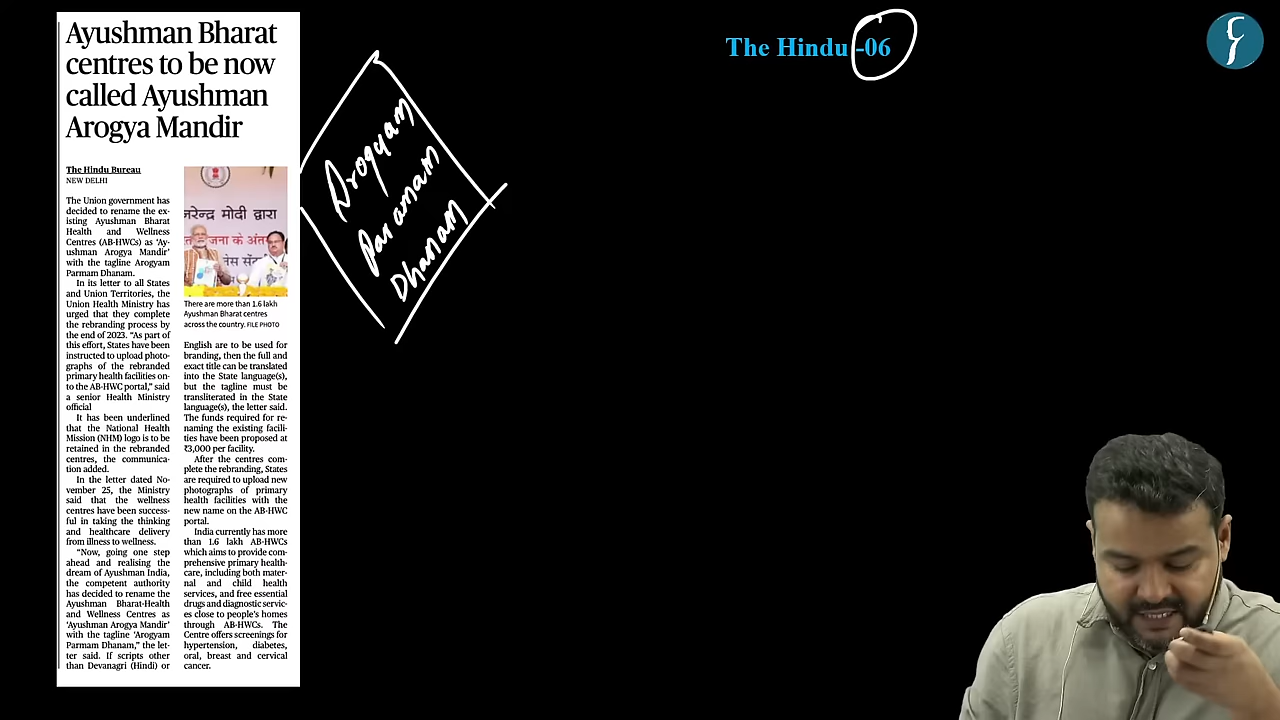 Ayushman Bharat
centres to be now
called Ayushman
Arogya Mandir
The Hindu Bureau
NEW DELHI
The Union government has
decided to rename the ex-
isting Ayushman Bharat
Health and Wellness
Centres (AB-HWCs) as ‘Ay-
ushman Arogya Mandir’
with the tagline Arogyam
Parmam Dhanam.
In its letter to all States
and Union Territories, the
Union Health Ministry has
urged that they complete
the rebranding process by
the end of 2023. “As part of
this effort, States have been
instructed to upload photo-
graphs of the rebranded
primary health facilities on-
to the AB-HWC portal,” said
a senior Health Ministry
official
It has been underlined
that the National Health
Mission (NHM) logo is to be
retained in the rebranded
centres, the communica-
tion added.
In the letter dated No-
vember 25, the Ministry
said that the wellness
centres have been success-
ful in taking the thinking
and healthcare delivery
from illness to wellness.
“Now, going one step
ahead and realising the
dream of Ayushman India,
the competent authority
has decided to rename the
Ayushman Bharat-Health
and Wellness Centres as
‘Ayushman Arogya Mandir’
with the tagline ‘Arogyam
Parmam Dhanam,” the let-
ter said. If scripts other
than Devanagri (Hindi) or
नरेन्द्र मोदी द्वारा
There are more than 1.6 lakh
Ayushman Bharat centres
across the country. FILE PHOTO
English are to be used for
branding, then the full and
exact title can be translated
into the State language(s),
but the tagline must be
transliterated in the State
language(s), the letter said.
The funds required for re-
naming the existing facili-
ties have been proposed at
₹3,000 per facility.
After the centres com-
plete the rebranding, States
are required to upload new
photographs of primary
health facilities with the
new name on the AB-HWC
portal.
India currently has more
than 1.6 lakh AB-HWCs
which aims to provide com-
prehensive primary health-
care, including both mater-
nal and child health
services, and free essential
drugs and diagnostic servic-
es close to people’s homes
through AB-HWCs. The
Centre offers screenings for
hypertension, diabetes,
oral, breast and cervical
cancer.
Arogyam
Paramam
Dhanam
The Hindu -06